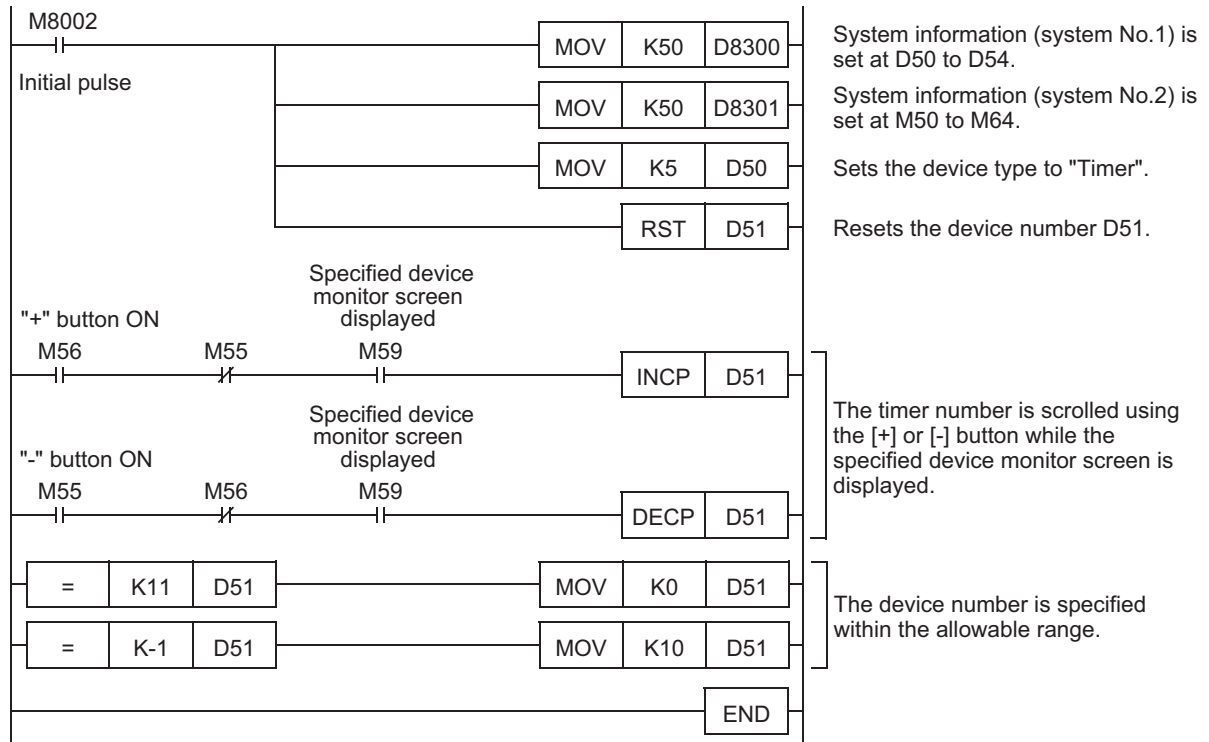 M8002
Initial pulse
MOV K50 D8300
System information (system No.1) is
set at D50 to D54.
MOV K50 D8301
System information (system No.2) is
set at M50 to M64.
MOV K5 D50
Sets the device type to "Timer".
RST D51
Resets the device number D51.
"+" button ON
Specified device
monitor screen
displayed
M56 M55 M59
INCP D51
"-" button ON
Specified device
monitor screen
displayed
M55 M56 M59
DECP D51
The timer number is scrolled using
the [+] or [-] button while the
specified device monitor screen is
displayed.
= K11 D51 MOV K0 D51
= K-1 D51 MOV K10 D51
The device number is specified
within the allowable range.
END